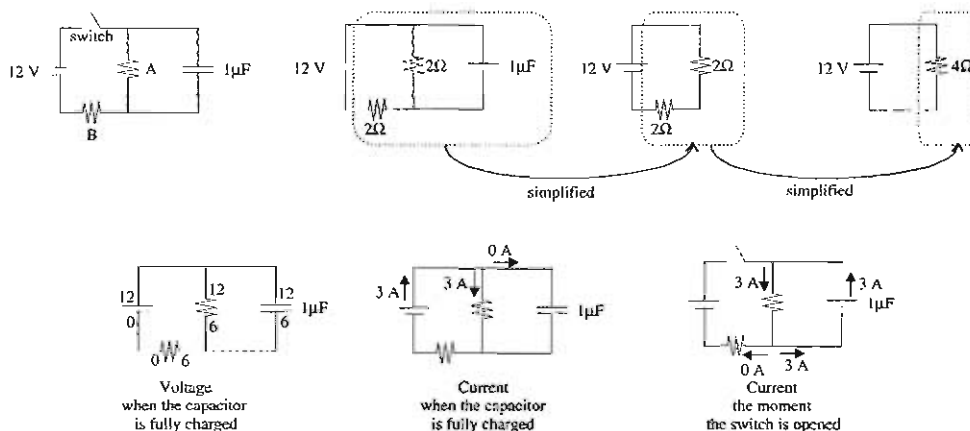 switch
12 V
A
1µF
B
12 V
2Ω
1µF
2Ω
12 V
2Ω
2Ω
12 V
4Ω
simplified
simplified
12
0
12
6
12
6
1µF
0
6
Voltage
when the capacitor
is fully charged
0 A
3 A
3 A
1µF
Current
when the capacitor
is fully charged
3 A
3 A
1µF
0 A
3 A
Current
the moment
the switch is opened